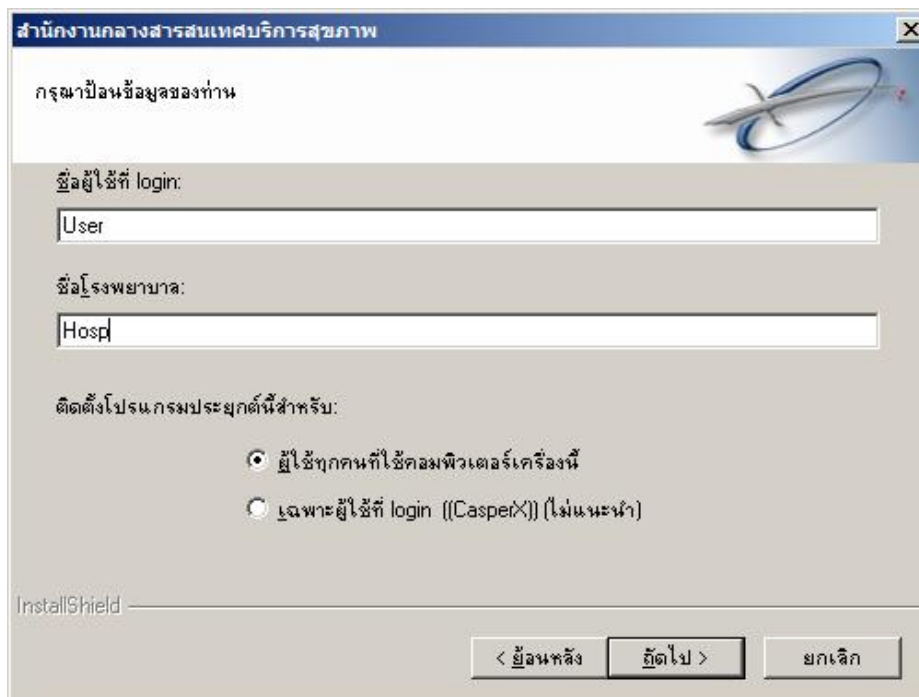 สำนักงานกลางสารสนเทศบริการสุขภาพ
กรุณาป้อนข้อมูลของท่าน
ชื่อผู้ใช้ที่ login:
User
ชื่อโรงพยาบาล:
Hosp
ติดตั้งโปรแกรมประยุกต์นี้สำหรับ:
ผู้ใช้ทุกคนที่ใช้คอมพิวเตอร์เครื่องนี้
เฉพาะผู้ใช้ที่ login ((CasperX)) (ไม่แนะนำ)
InstallShield
< ย้อนหลัง ถัดไป > ยกเลิก